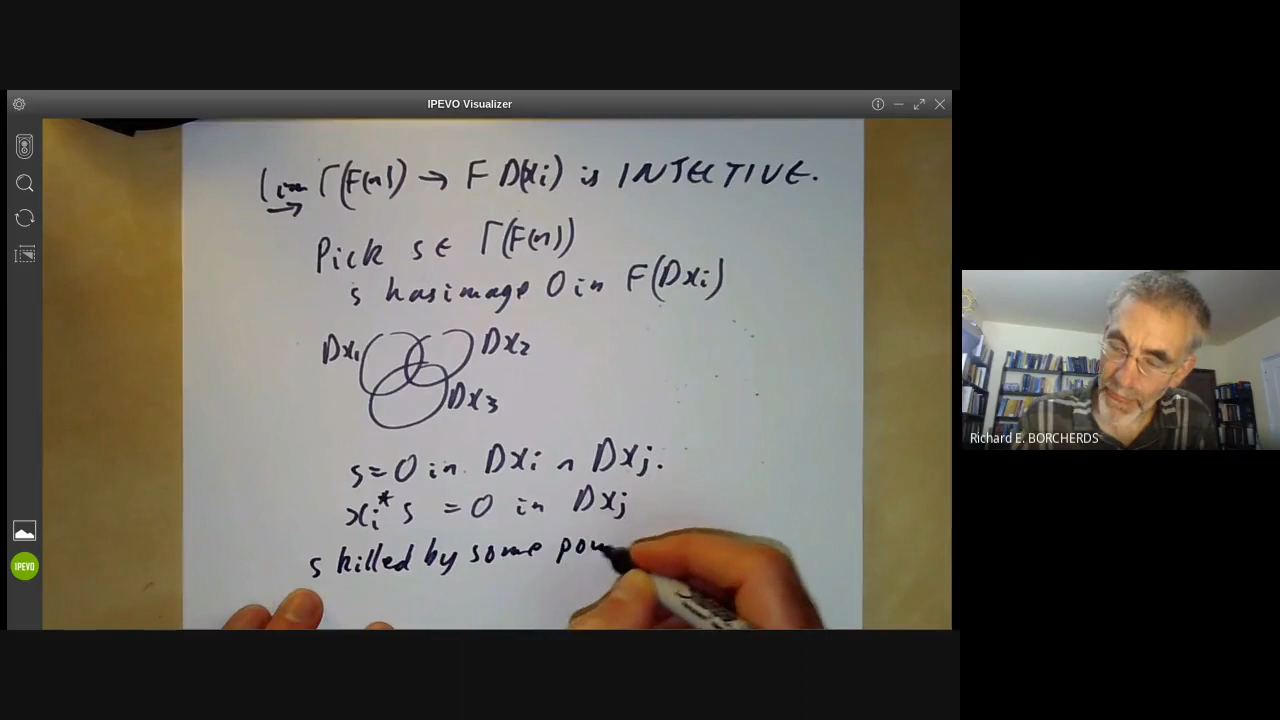 IPEVO Visualizer
lim Γ(F(n)) → F D(xi) is INJECTIVE.
→
Pick s ∈ Γ(F(n))
s has image 0 in F(Dxi)
Dx1
Dx2
Dx3
s = 0 in Dxi ∩ Dxj.
xi* s = 0 in Dxj
s killed by some pow
IPEVO
Richard E. BORCHERDS